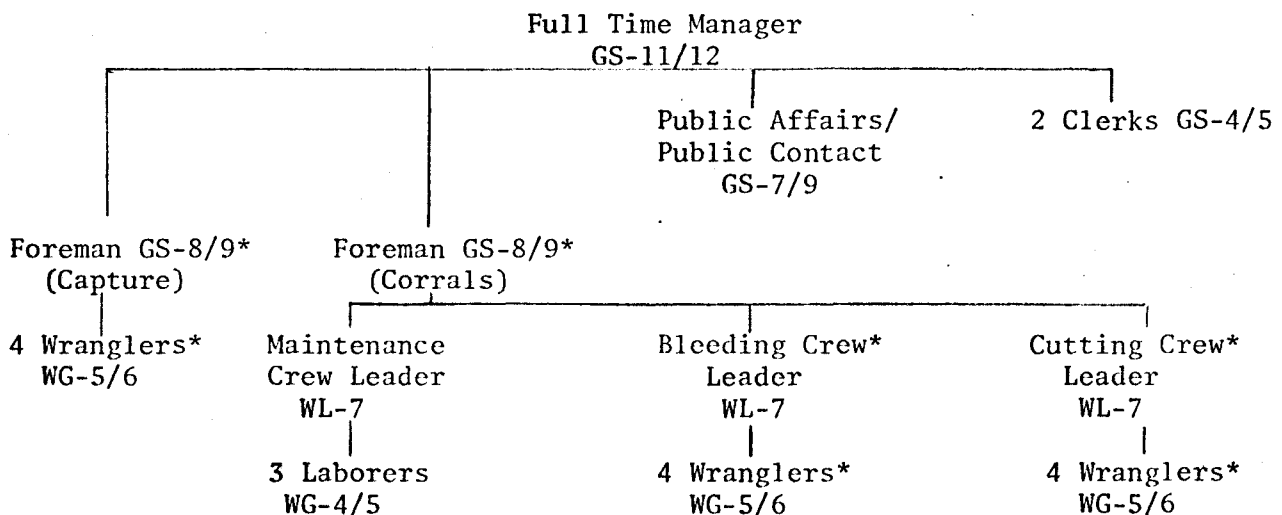 Full Time Manager
GS-11/12
Public Affairs/
Public Contact
GS-7/9
2 Clerks GS-4/5
Foreman GS-8/9*
(Capture)
Foreman GS-8/9*
(Corrals)
4 Wranglers*
WG-5/6
Maintenance
Crew Leader
WL-7
3 Laborers
WG-4/5
Bleeding Crew*
Leader
WL-7
4 Wranglers*
WG-5/6
Cutting Crew*
Leader
WL-7
4 Wranglers*
WG-5/6